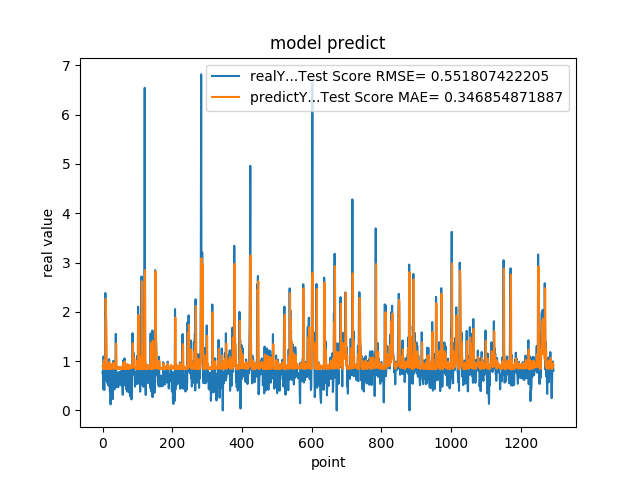 model predict
realY...Test Score RMSE= 0.551807422205
predictY...Test Score MAE= 0.346854871887
7
6
5
4
3
2
1
0
real value
0 200 400 600 800 1000 1200
point